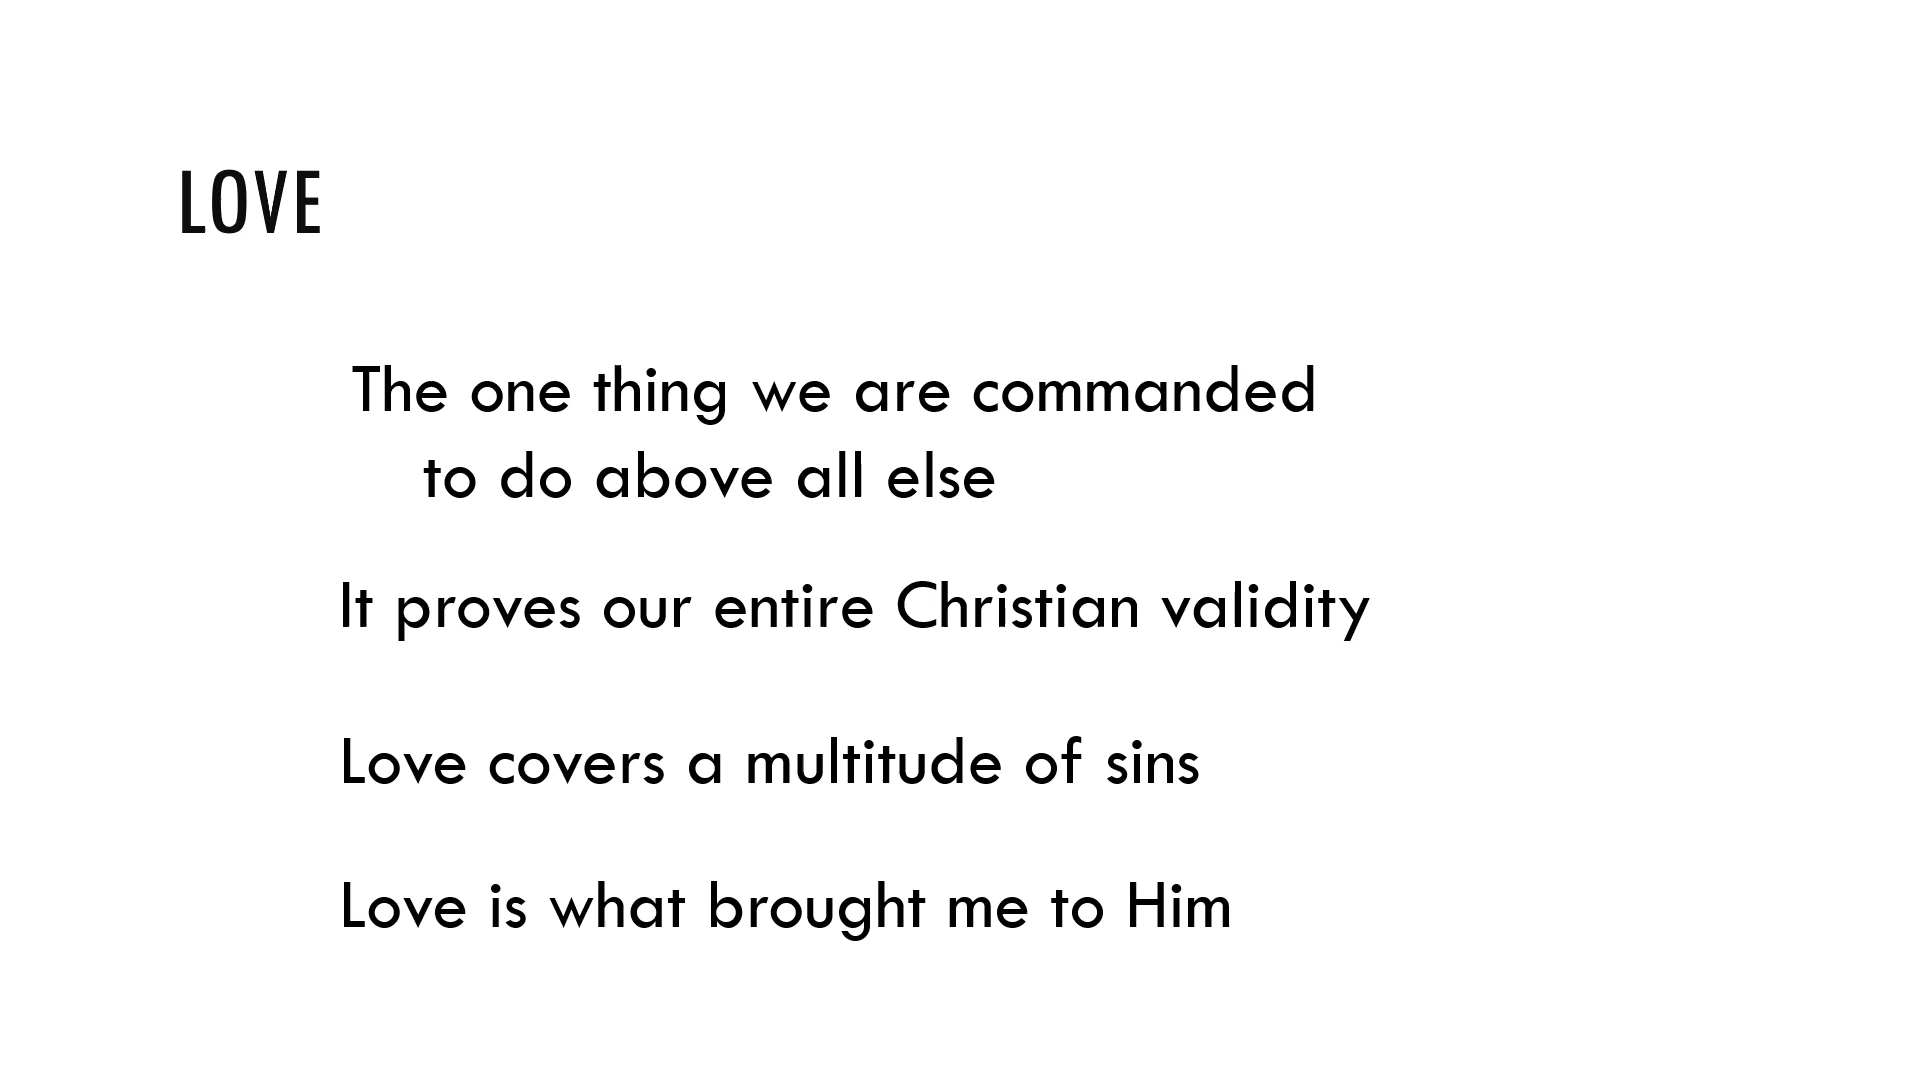 LOVE
The one thing we are commanded
to do above all else
It proves our entire Christian validity
Love covers a multitude of sins
Love is what brought me to Him